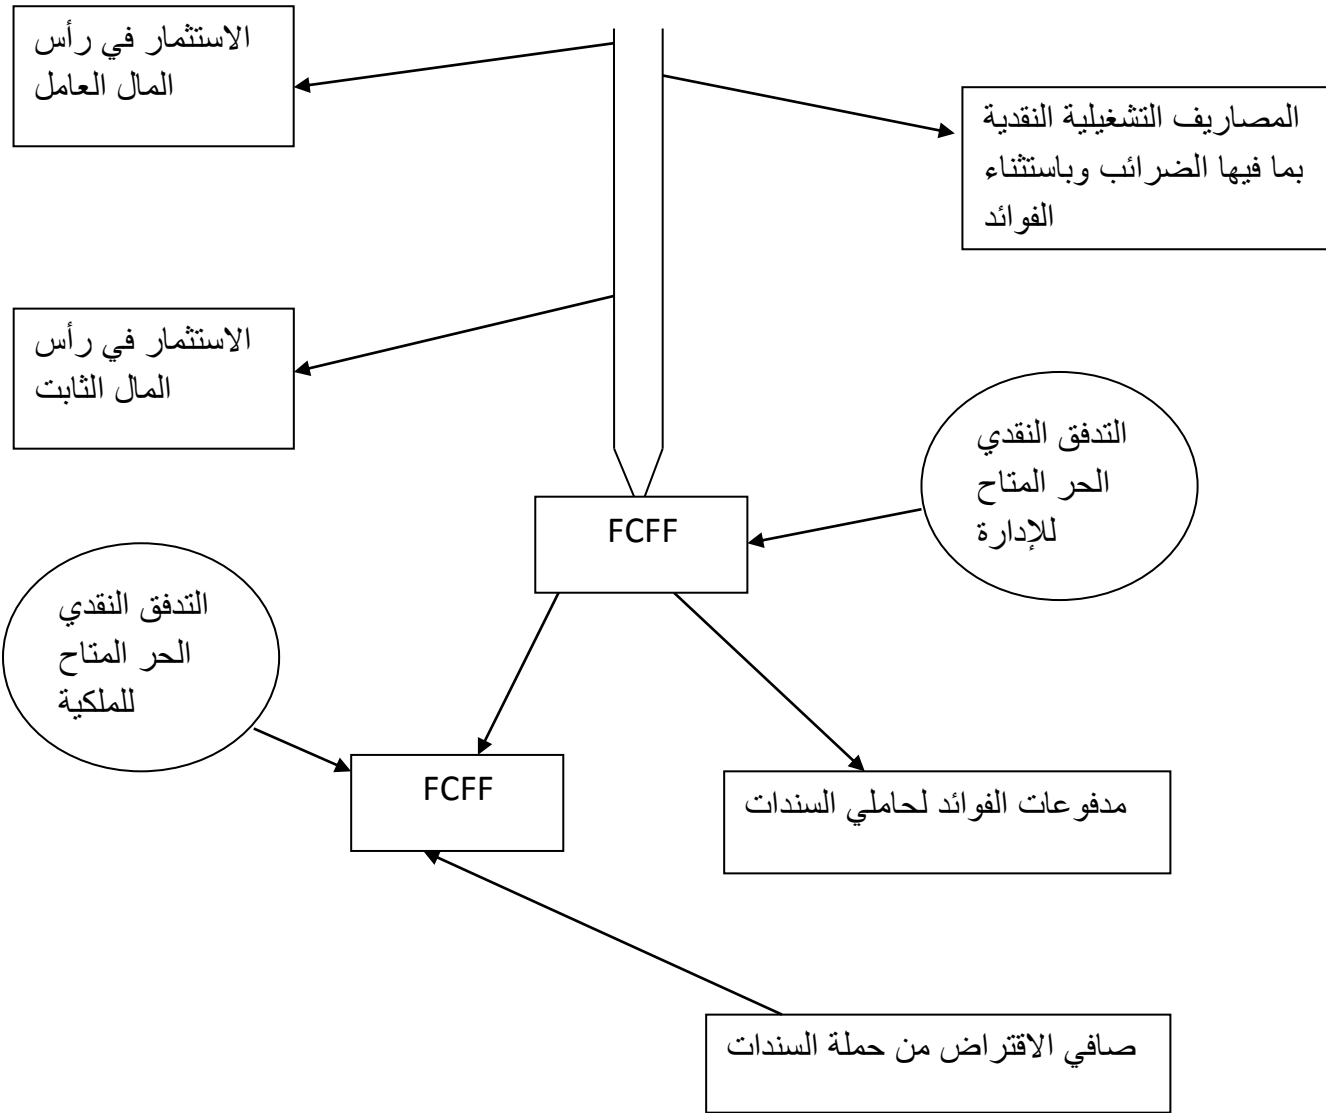 الاستثمار في رأس
المال العامل
المصاريف التشغيلية النقدية
بما فيها الضرائب وباستثناء
الفوائد
الاستثمار في رأس
المال الثابت
التدفق النقدي
الحر المتاح
للإدارة
FCFF
التدفق النقدي
الحر المتاح
للملكية
FCFF
مدفوعات الفوائد لحاملي السندات
صافي الاقتراض من حملة السندات